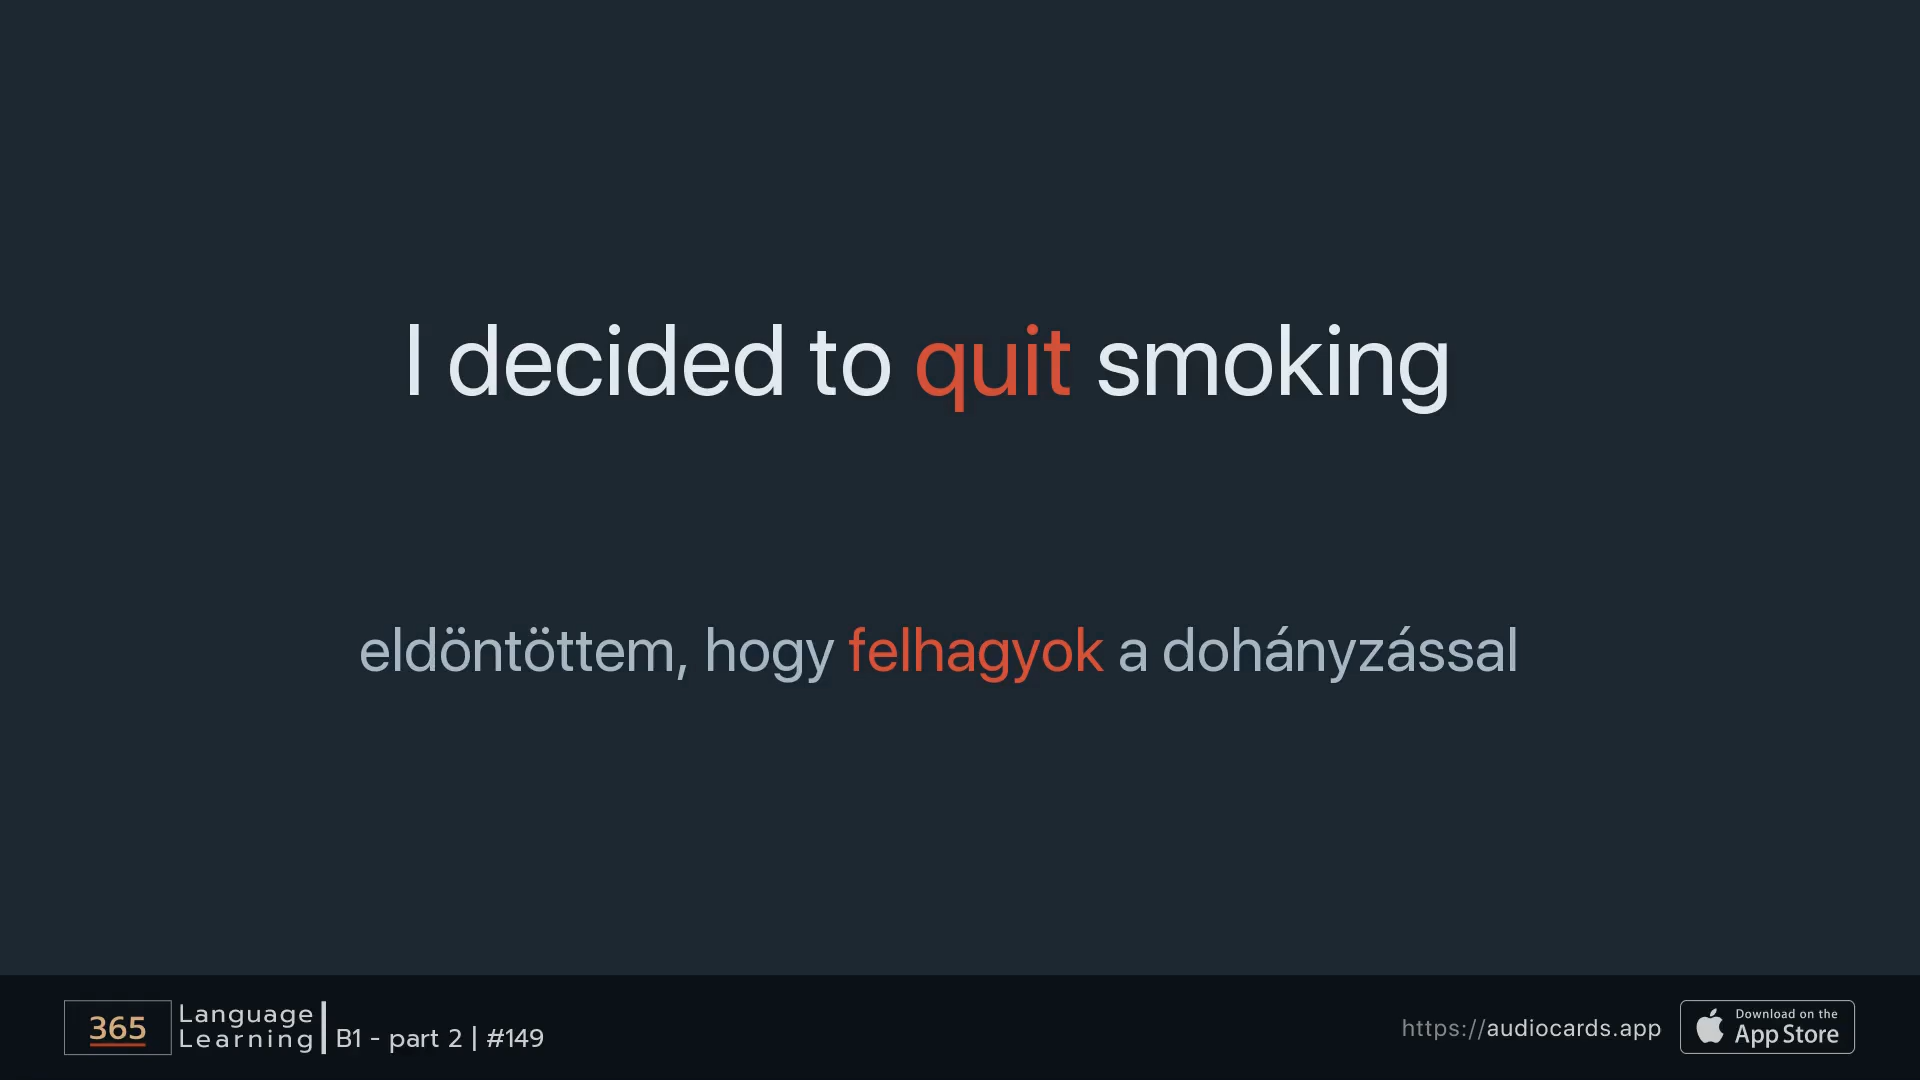 I decided to quit smoking
eldöntöttem, hogy felhagyok a dohányzással
365
Language
Learning
B1 - part 2 | #149
https://audiocards.app
Download on the
App Store